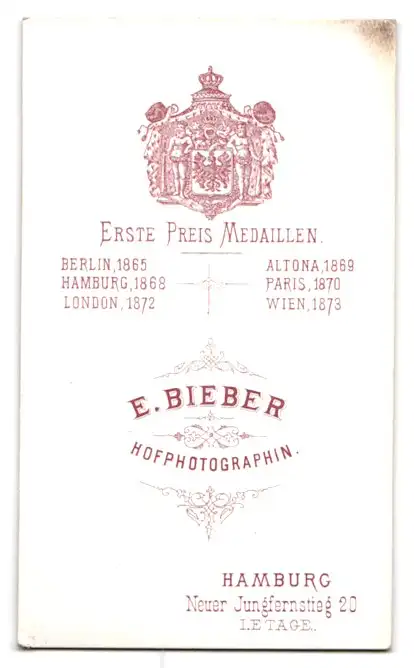 ERSTE PREIS MEDAILLEN.
BERLIN, 1865
HAMBURG, 1868
LONDON, 1872
ALTONA, 1869
PARIS, 1870
WIEN, 1873
E. BIEBER
HOFPHOTOGRAPHIN.
HAMBURG
Neuer Jungfernstieg 20
I.ETAGE.